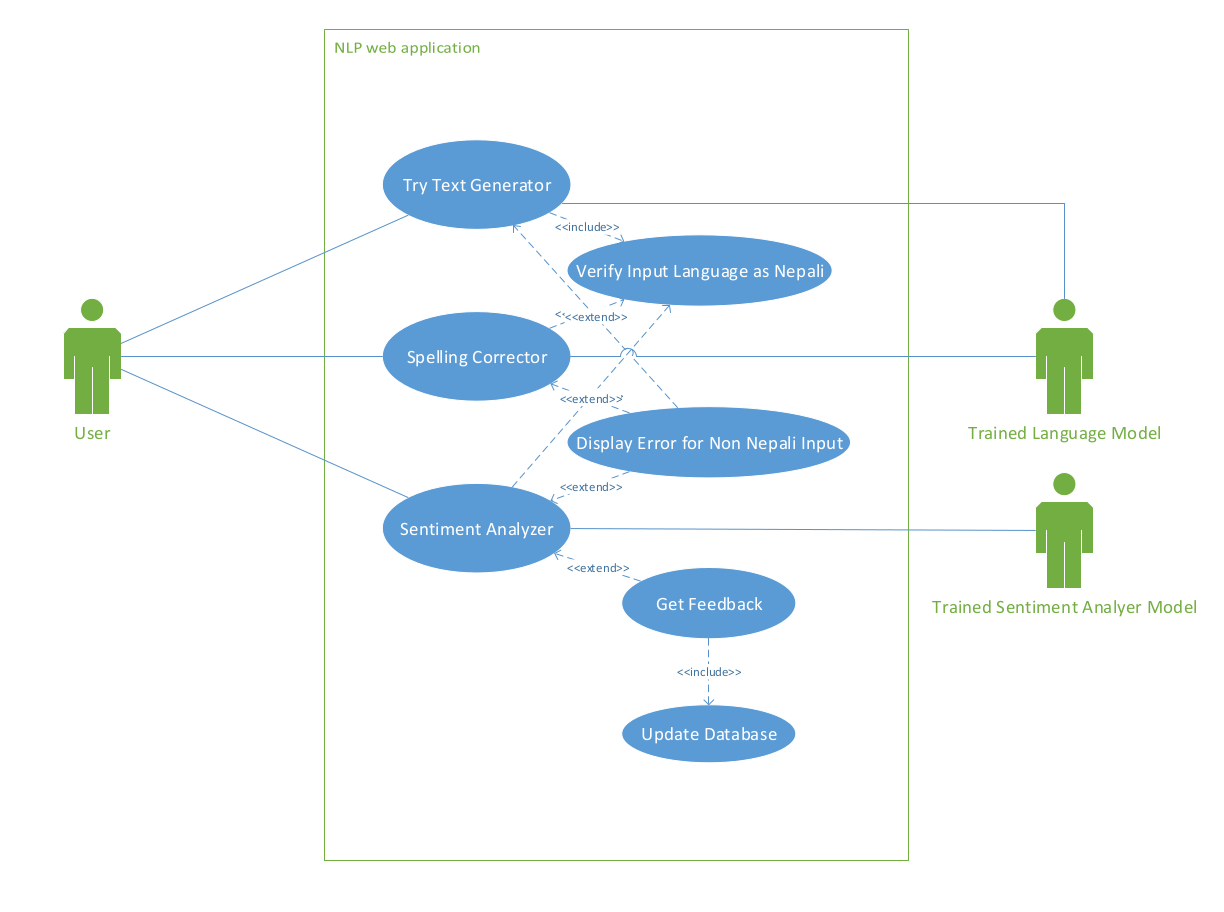 NLP web application
Try Text Generator
<<include>>
Verify Input Language as Nepali
<<extend>>
Spelling Corrector
<<extend>>
Display Error for Non Nepali Input
User
Trained Language Model
<<extend>>
Sentiment Analyzer
<<extend>>
Get Feedback
Trained Sentiment Analyer Model
<<include>>
Update Database